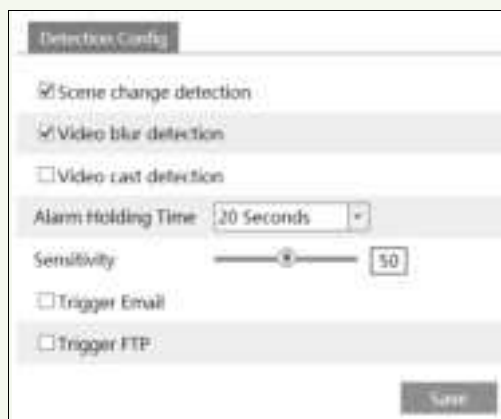 Detection Config
Scene change detection
Video blur detection
Video cast detection
Alarm Holding Time 20 Seconds
Sensitivity 50
Trigger Email
Trigger FTP
Save